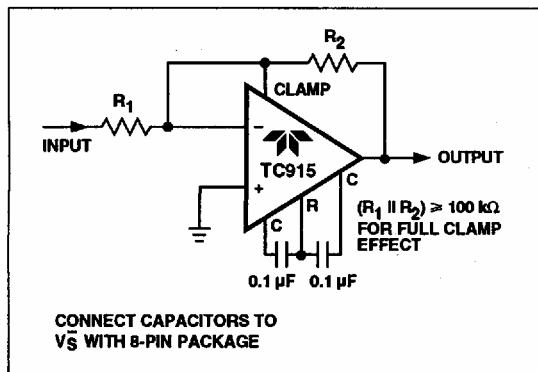 R2
R1
CLAMP
−
INPUT
TC915
OUTPUT
+
C
R
C
(R1 II R2) ≥ 100 kΩ
FOR FULL CLAMP
EFFECT
0.1 µF
0.1 µF
CONNECT CAPACITORS TO
V−S WITH 8-PIN PACKAGE